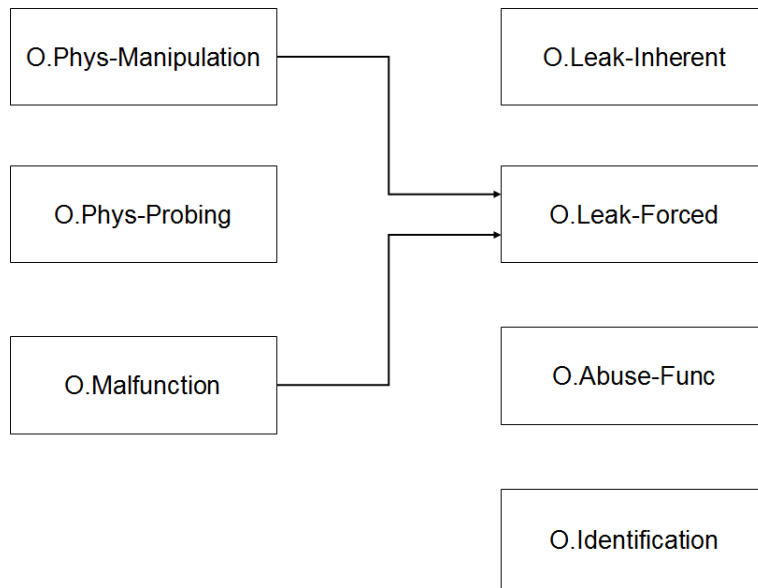 O.Phys-Manipulation
O.Leak-Inherent
O.Phys-Probing
O.Leak-Forced
O.Malfunction
O.Abuse-Func
O.Identification